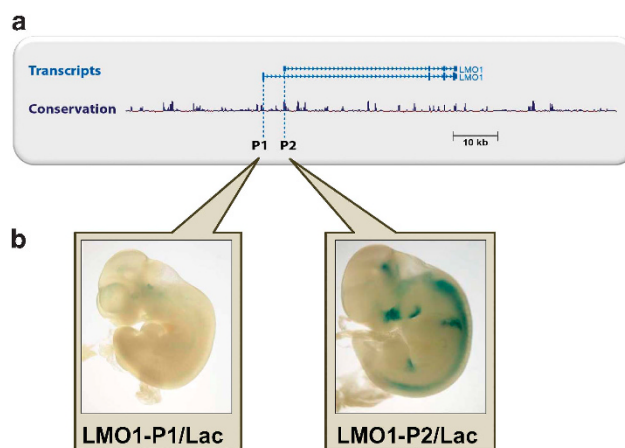 a
Transcripts
LMO1
LMO1
Conservation
10 kb
P1 P2
b
LMO1-P1/Lac
LMO1-P2/Lac